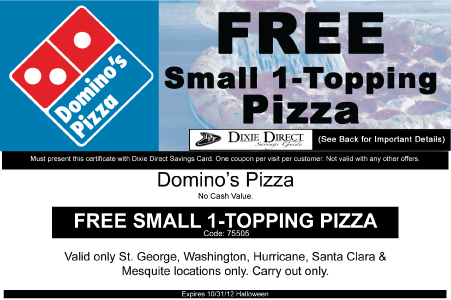 Domino's
Pizza
FREE
Small 1-Topping
Pizza
DIXIE DIRECT
Savings Guide
(See Back for Important Details)
Must present this certificate with Dixie Direct Savings Card. One coupon per visit per customer. Not valid with any other offers.
Domino's Pizza
No Cash Value.
FREE SMALL 1-TOPPING PIZZA
Code: 75505
Valid only St. George, Washington, Hurricane, Santa Clara &
Mesquite locations only. Carry out only.
Expires 10/31/12 Halloween